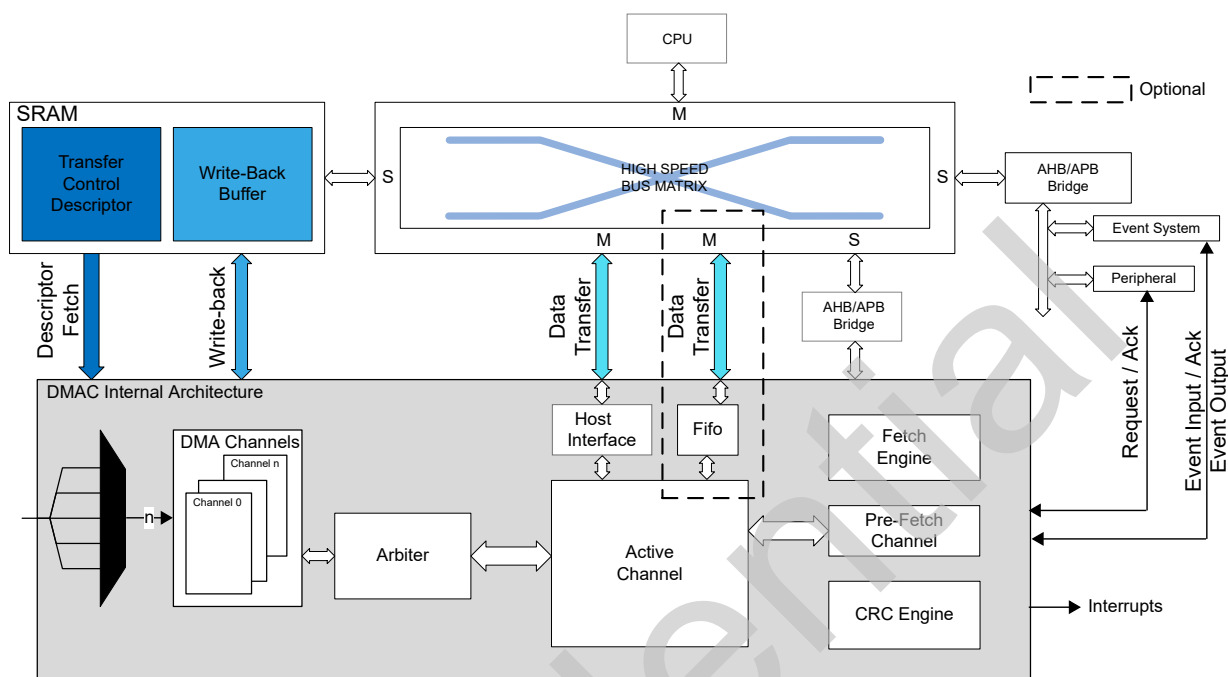 CPU
Optional
SRAM
Transfer
Control
Descriptor
Write-Back
Buffer
M
S
HIGH SPEED
BUS MATRIX
S
M
M
S
AHB/APB
Bridge
Event System
Peripheral
Descriptor
Fetch
Write-back
Data
Transfer
Data
Transfer
AHB/APB
Bridge
Request / Ack
Event Input / Ack
Event Output
DMAC Internal Architecture
DMA Channels
Channel n
Channel 0
n
Arbiter
Host
Interface
Fifo
Active
Channel
Fetch
Engine
Pre-Fetch
Channel
CRC Engine
Interrupts